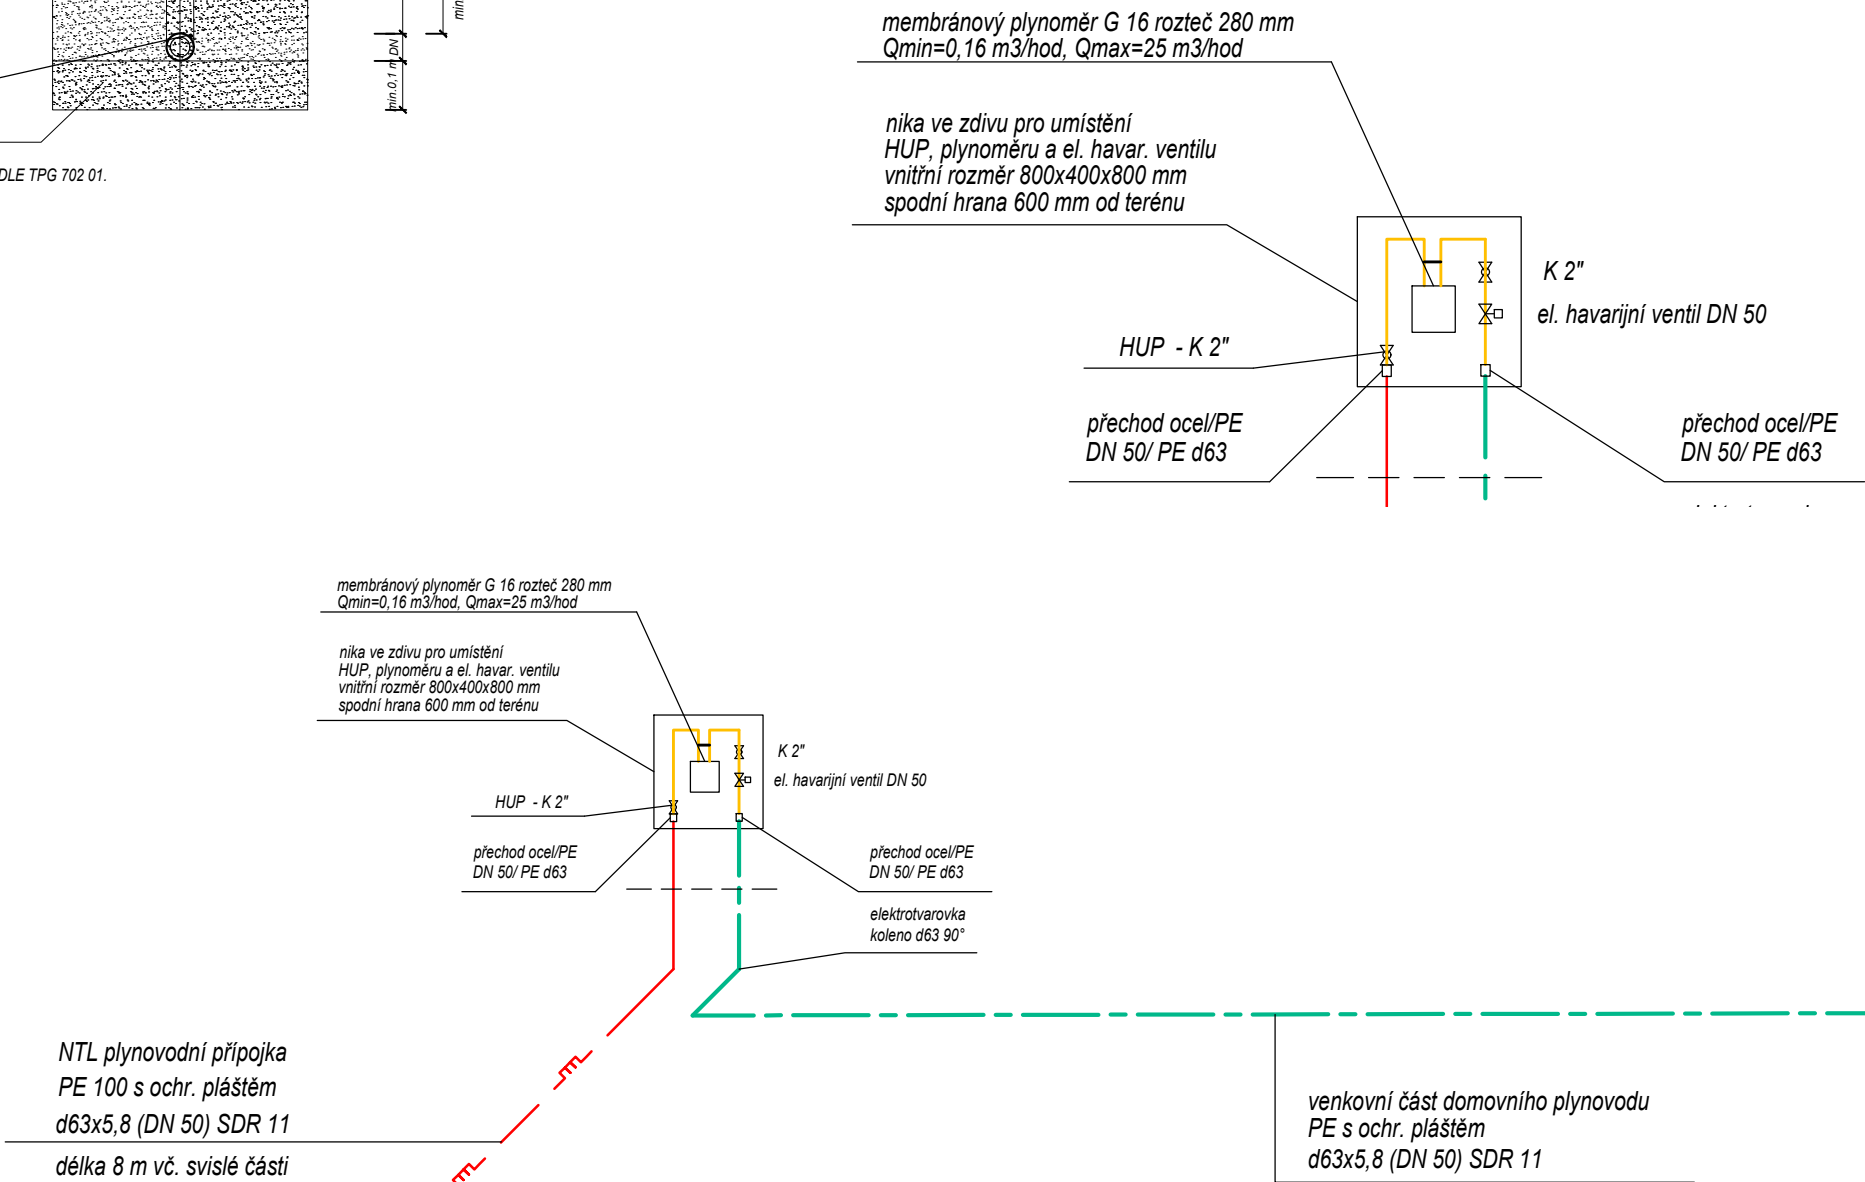 min
DN
min.0,1 m
DLE TPG 702 01.
membránový plynoměr G 16 rozteč 280 mm
Qmin=0,16 m3/hod, Qmax=25 m3/hod
nika ve zdivu pro umístění
HUP, plynoměru a el. havar. ventilu
vnitřní rozměr 800x400x800 mm
spodní hrana 600 mm od terénu
K 2"
el. havarijní ventil DN 50
HUP - K 2"
přechod ocel/PE
DN 50/ PE d63
přechod ocel/PE
DN 50/ PE d63
membránový plynoměr G 16 rozteč 280 mm
Qmin=0,16 m3/hod, Qmax=25 m3/hod
nika ve zdivu pro umístění
HUP, plynoměru a el. havar. ventilu
vnitřní rozměr 800x400x800 mm
spodní hrana 600 mm od terénu
K 2"
el. havarijní ventil DN 50
HUP - K 2"
přechod ocel/PE
DN 50/ PE d63
přechod ocel/PE
DN 50/ PE d63
elektrotvarovka
koleno d63 90°
NTL plynovodní přípojka
PE 100 s ochr. pláštěm
d63x5,8 (DN 50) SDR 11
délka 8 m vč. svislé části
venkovní část domovního plynovodu
PE s ochr. pláštěm
d63x5,8 (DN 50) SDR 11